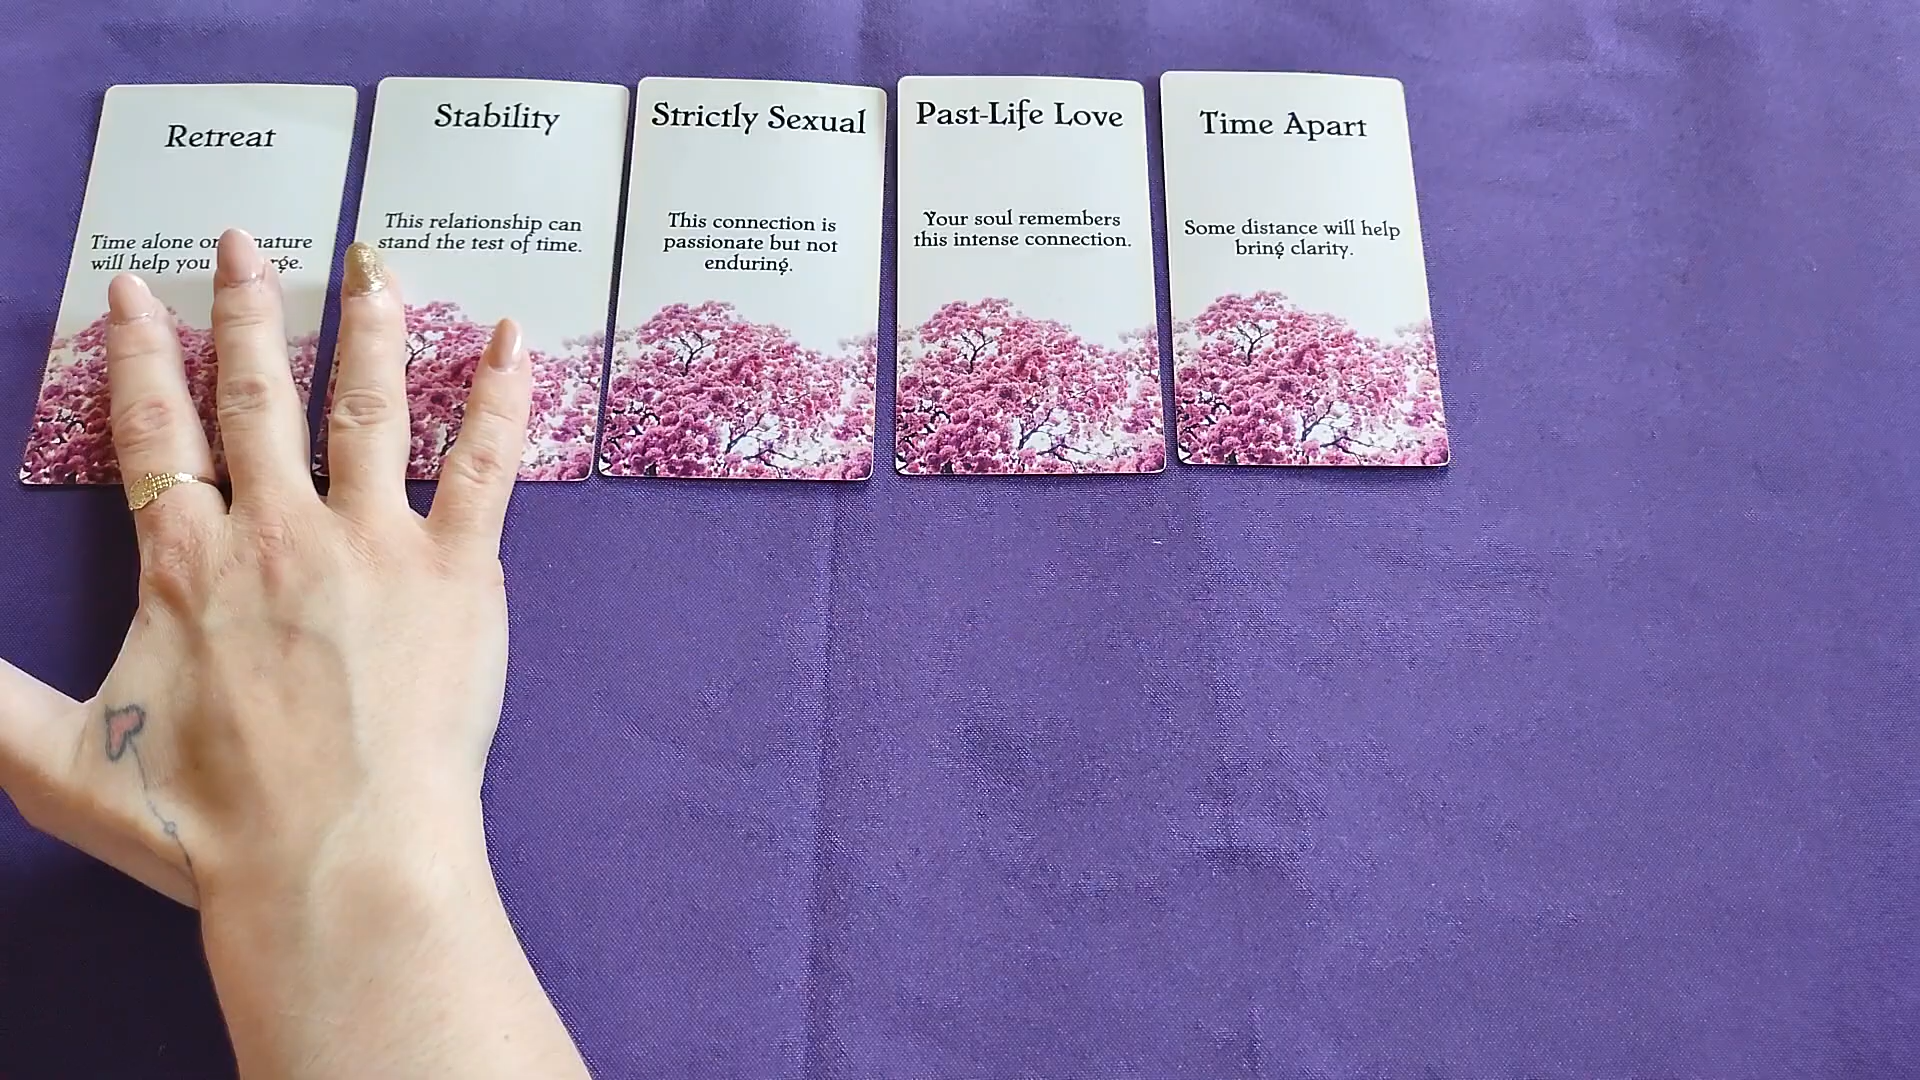 Retreat
Time alone or nature
will help you
Stability
This relationship can
stand the test of time.
Strictly Sexual
This connection is
passionate but not
enduring.
Past-Life Love
Your soul remembers
this intense connection.
Time Apart
Some distance will help
bring clarity.